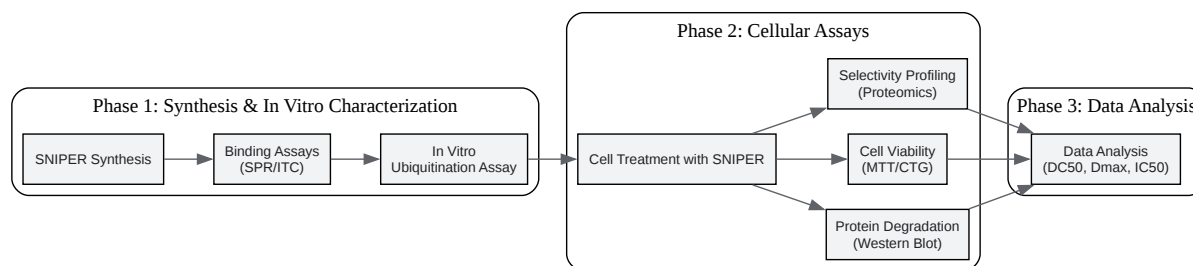 Phase 1: Synthesis & In Vitro Characterization
SNIPER Synthesis
Binding Assays
(SPR/ITC)
In Vitro
Ubiquitination Assay
Phase 2: Cellular Assays
Cell Treatment with SNIPER
Selectivity Profiling
(Proteomics)
Cell Viability
(MTT/CTG)
Protein Degradation
(Western Blot)
Phase 3: Data Analysis
Data Analysis
(DC50, Dmax, IC50)